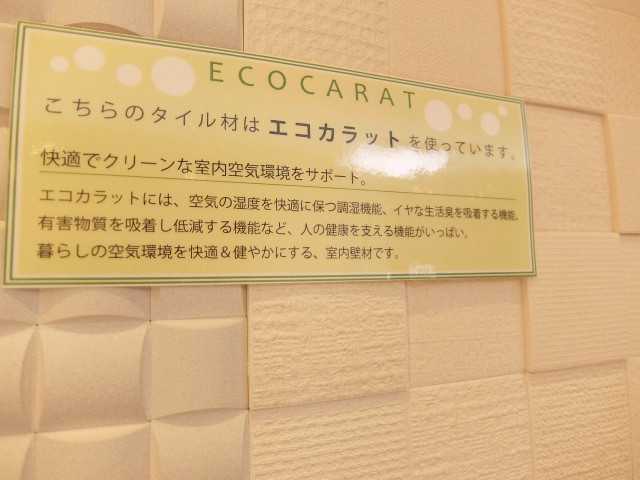 ECOCARAT
こちらのタイル材は エコカラット を使っています。
快適でクリーンな室内空気環境をサポート。
エコカラットには、空気の湿度を快適に保つ調湿機能、イヤな生活臭を吸着する機能、
有害物質を吸着し低減する機能など、人の健康を支える機能がいっぱい。
暮らしの空気環境を快適＆健やかにする、室内壁材です。